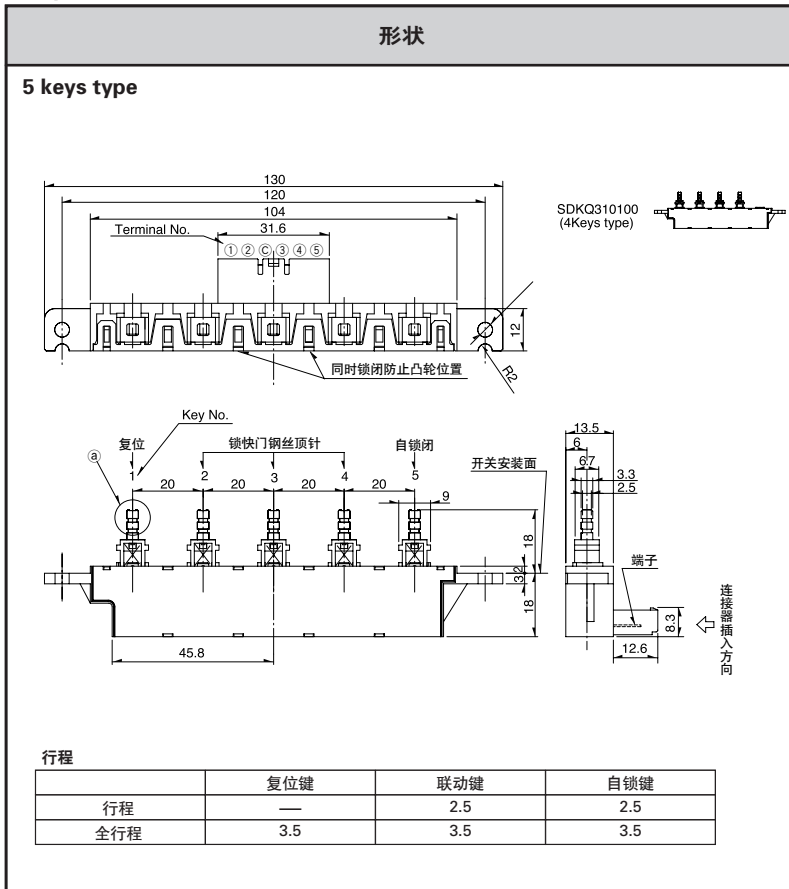 形状
5 keys type
130
120
104
31.6
Terminal No.
① ② Ⓒ ③ ④ ⑤
SDKQ310100
(4Keys type)
12
R2
同时锁闭防止凸轮位置
Key No.
复位
锁快门钢丝顶针
自锁闭
开关安装面
ⓐ
1
2
3
4
5
20
20
20
20
9
18
3.2
18
45.8
13.5
6
6.7
3.3
2.5
端子
8.3
12.6
连接器插入方向
行程
复位键 联动键 自锁键
行程 — 2.5 2.5
全行程 3.5 3.5 3.5